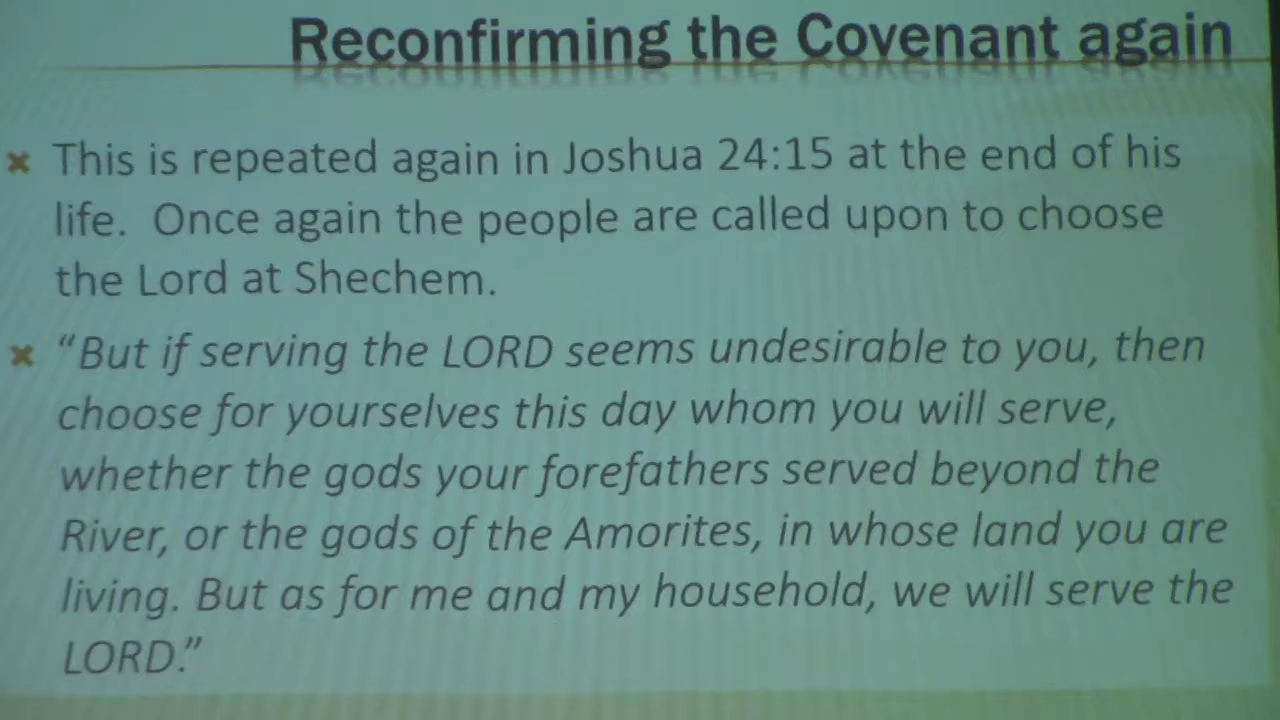 Reconfirming the Covenant again
This is repeated again in Joshua 24:15 at the end of his
life.  Once again the people are called upon to choose
the Lord at Shechem.
“But if serving the LORD seems undesirable to you, then
choose for yourselves this day whom you will serve,
whether the gods your forefathers served beyond the
River, or the gods of the Amorites, in whose land you are
living. But as for me and my household, we will serve the
LORD.”